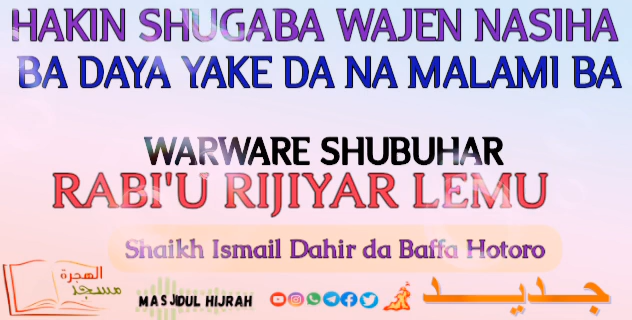 HAKIN SHUGABA WAJEN NASIHA
BA DAYA YAKE DA NA MALAMI BA
WARWARE SHUBUHAR
RABI'U RIJIYAR LEMU
Shaikh Ismail Dahir da Baffa Hotoro
الهجرة
مسجد
MASJIDUL HIJRAH
جديد